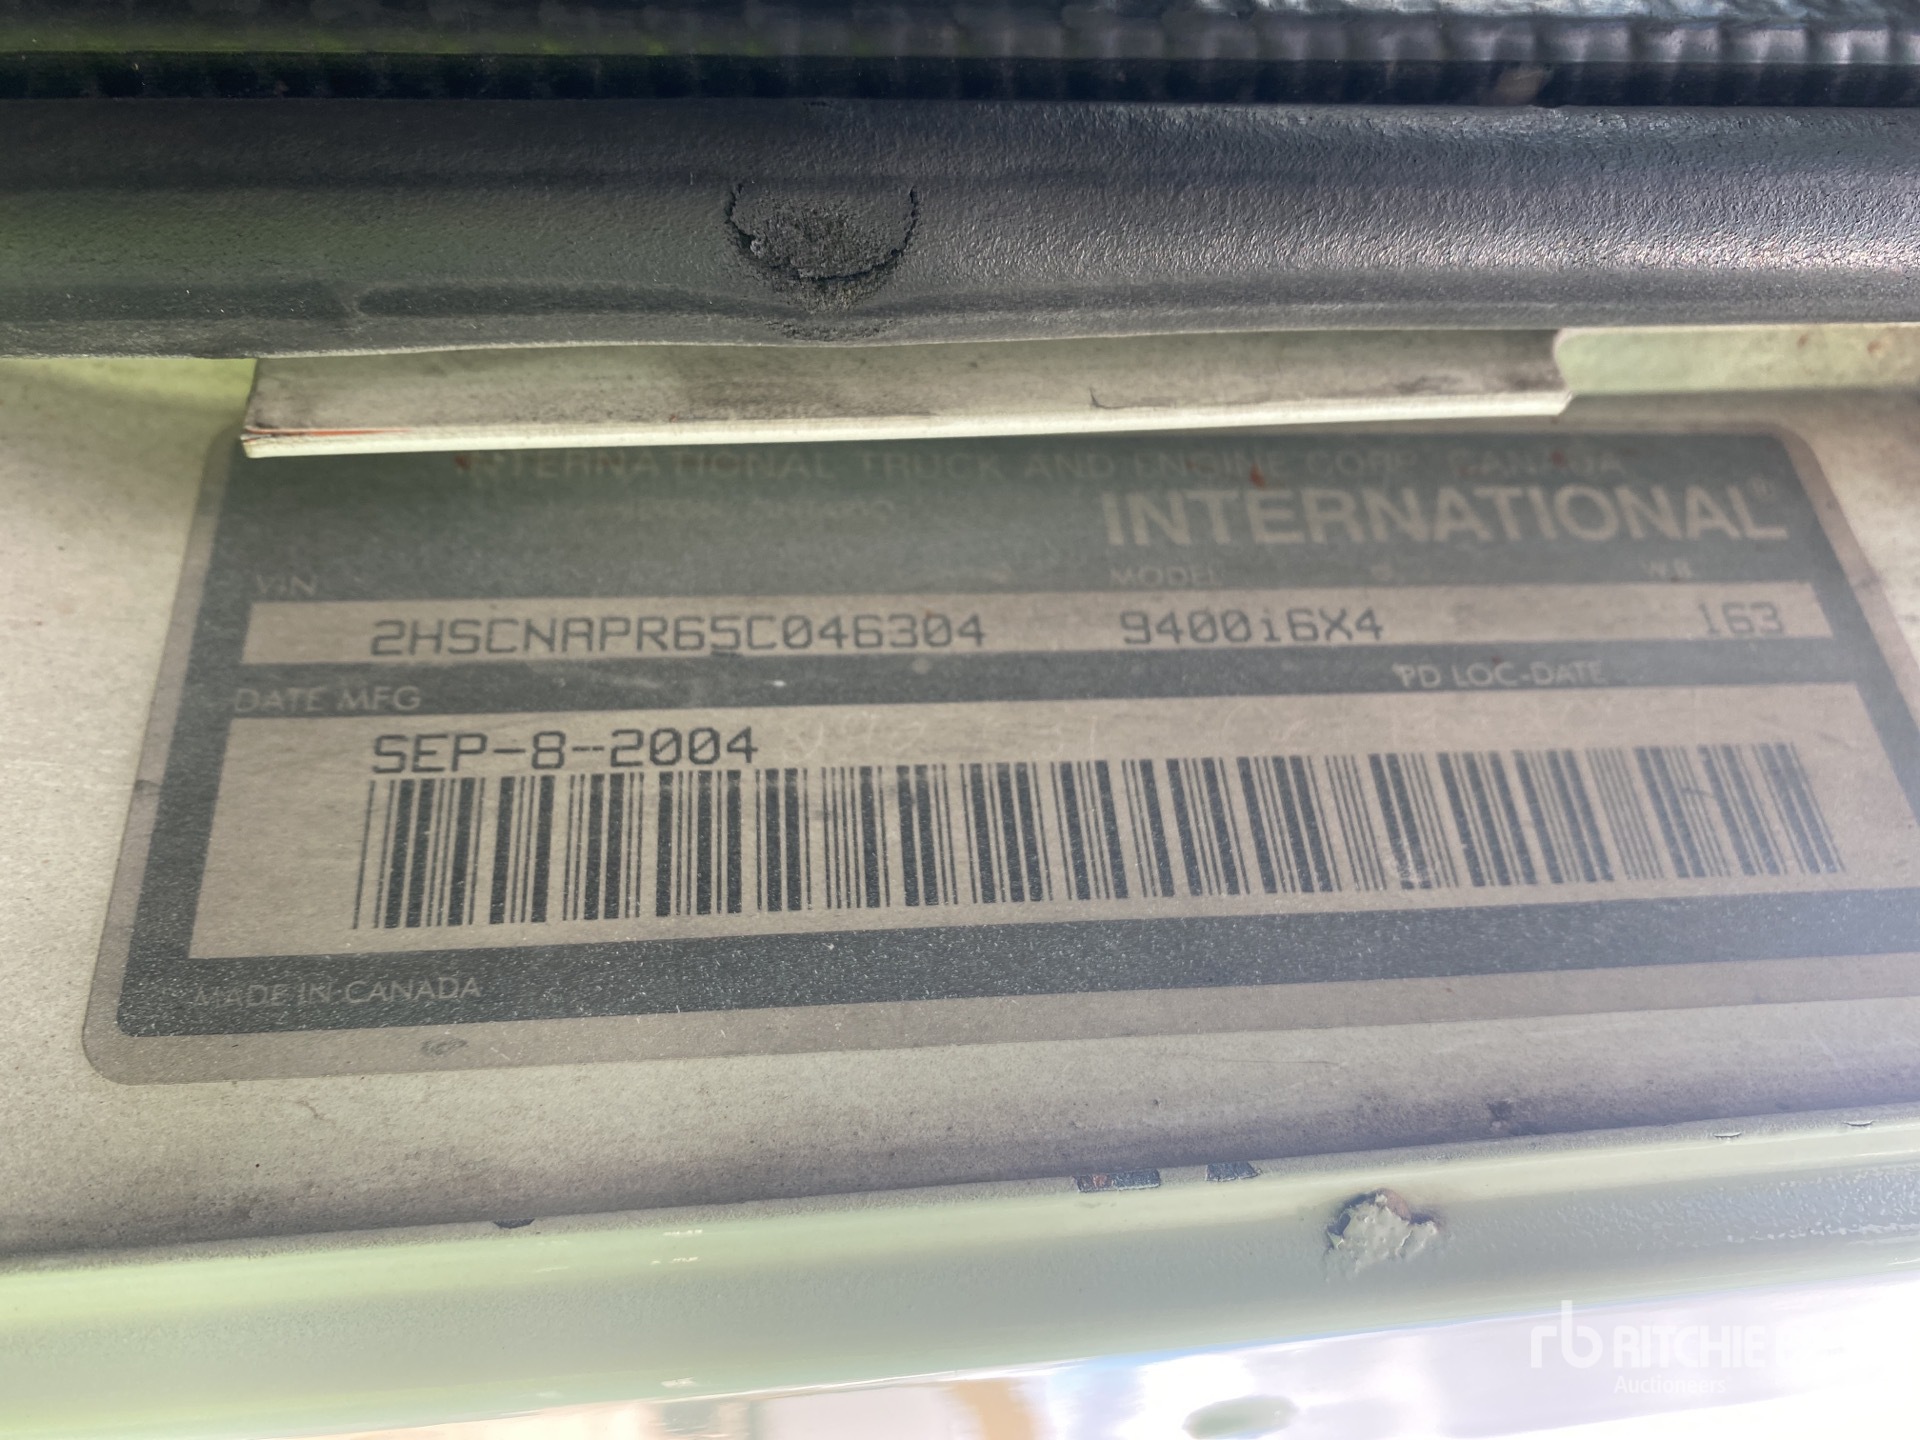 INTERNATIONAL TRUCK AND ENGINE CORP. CANADA
INTERNATIONAL®
VIN MODEL W.B.
2HSCNAPR65C046304 9400i6X4 163
DATE MFG PD LOC-DATE
SEP-8-2004
MADE IN CANADA
rb RITCHIE
Auctioneers